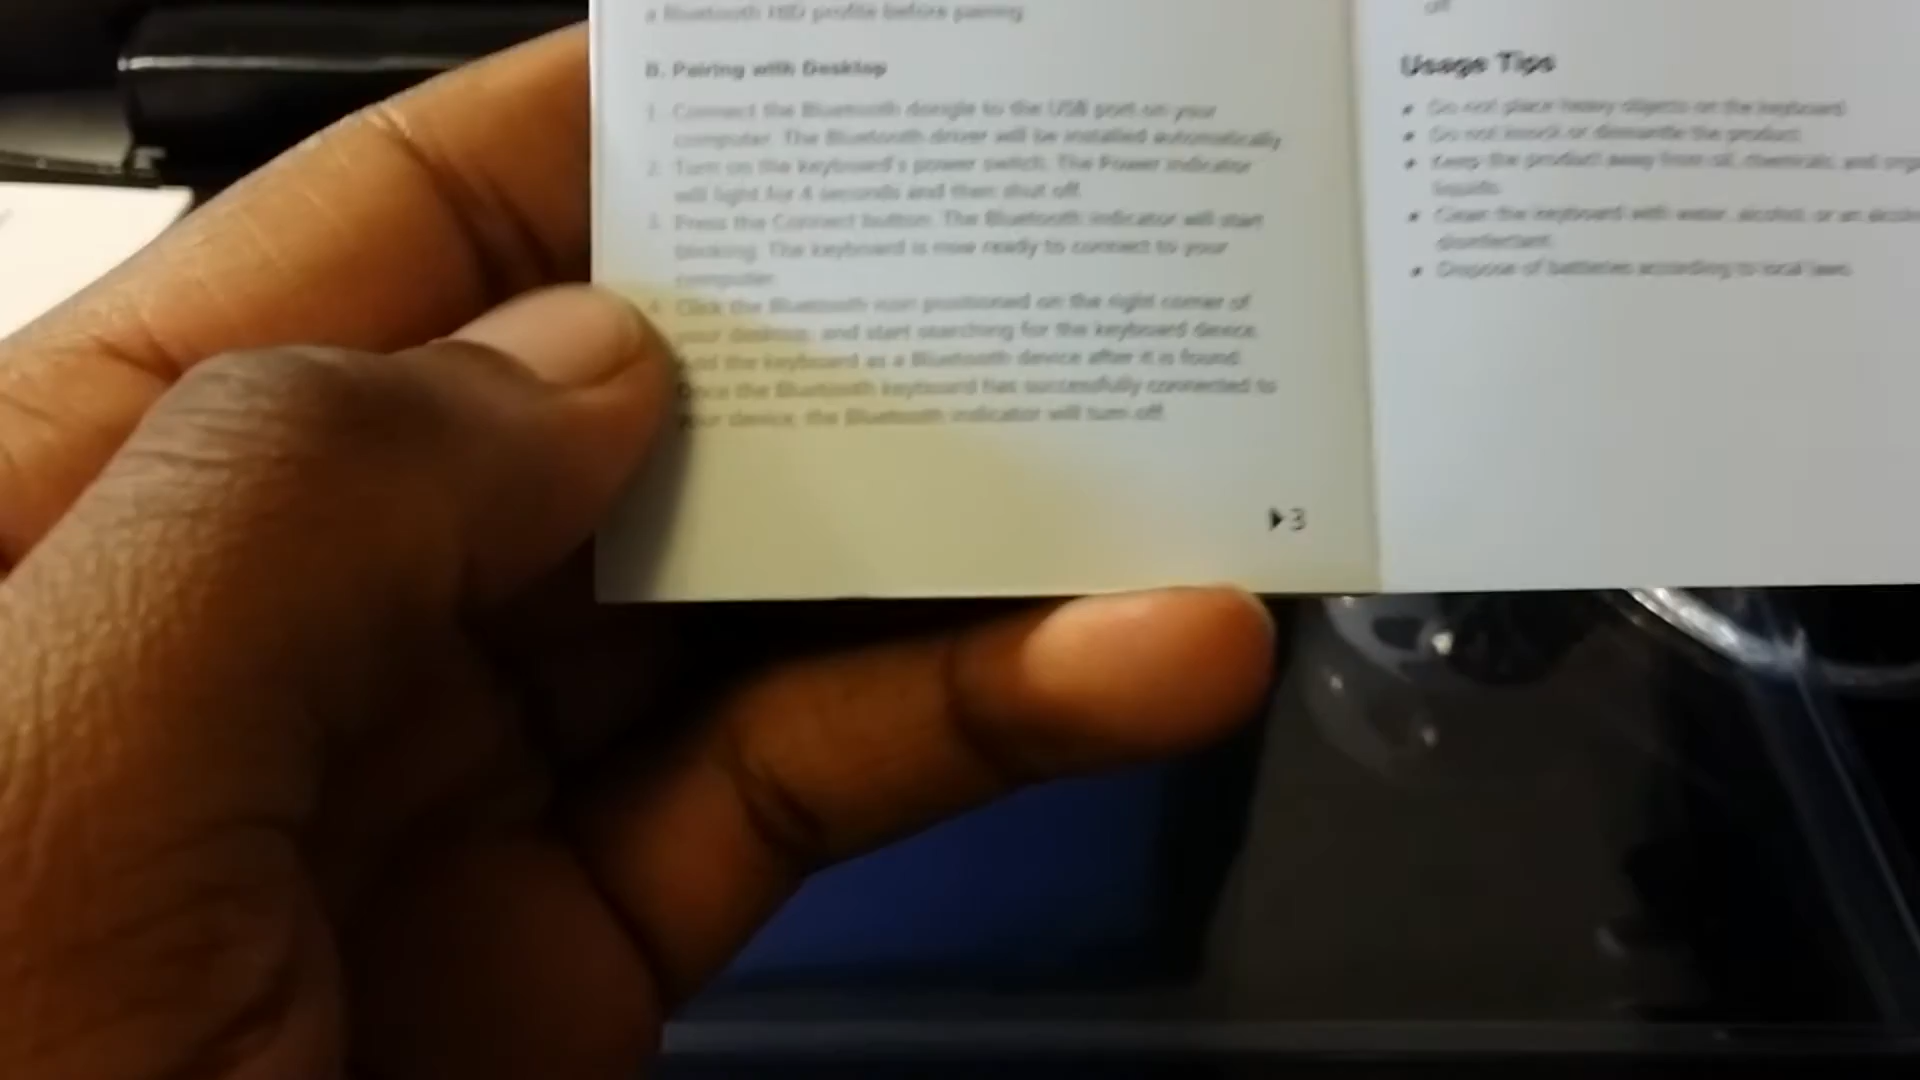 a Bluetooth HID profile before pairing
B. Pairing with Desktop
1. Connect the Bluetooth dongle to the USB port on your
computer. The Bluetooth driver will be installed automatically
2. Turn on the keyboard's power switch. The Power indicator
will light for 4 seconds and then shut off.
3. Press the Connect button. The Bluetooth indicator will start
blinking. The keyboard is now ready to connect to your
computer.
4. Click the Bluetooth icon positioned on the right corner of
your desktop, and start searching for the keyboard device.
Add the keyboard as a Bluetooth device after it is found.
Once the Bluetooth keyboard has successfully connected to
your device, the Bluetooth indicator will turn off.
3
off
Usage Tips
Do not place heavy objects on the keyboard.
Do not knock or dismantle the product.
Keep the product away from oil, chemicals, and
liquids.
Clean the keyboard with water, alcohol, or an
disinfectant.
Dispose of batteries according to local laws.